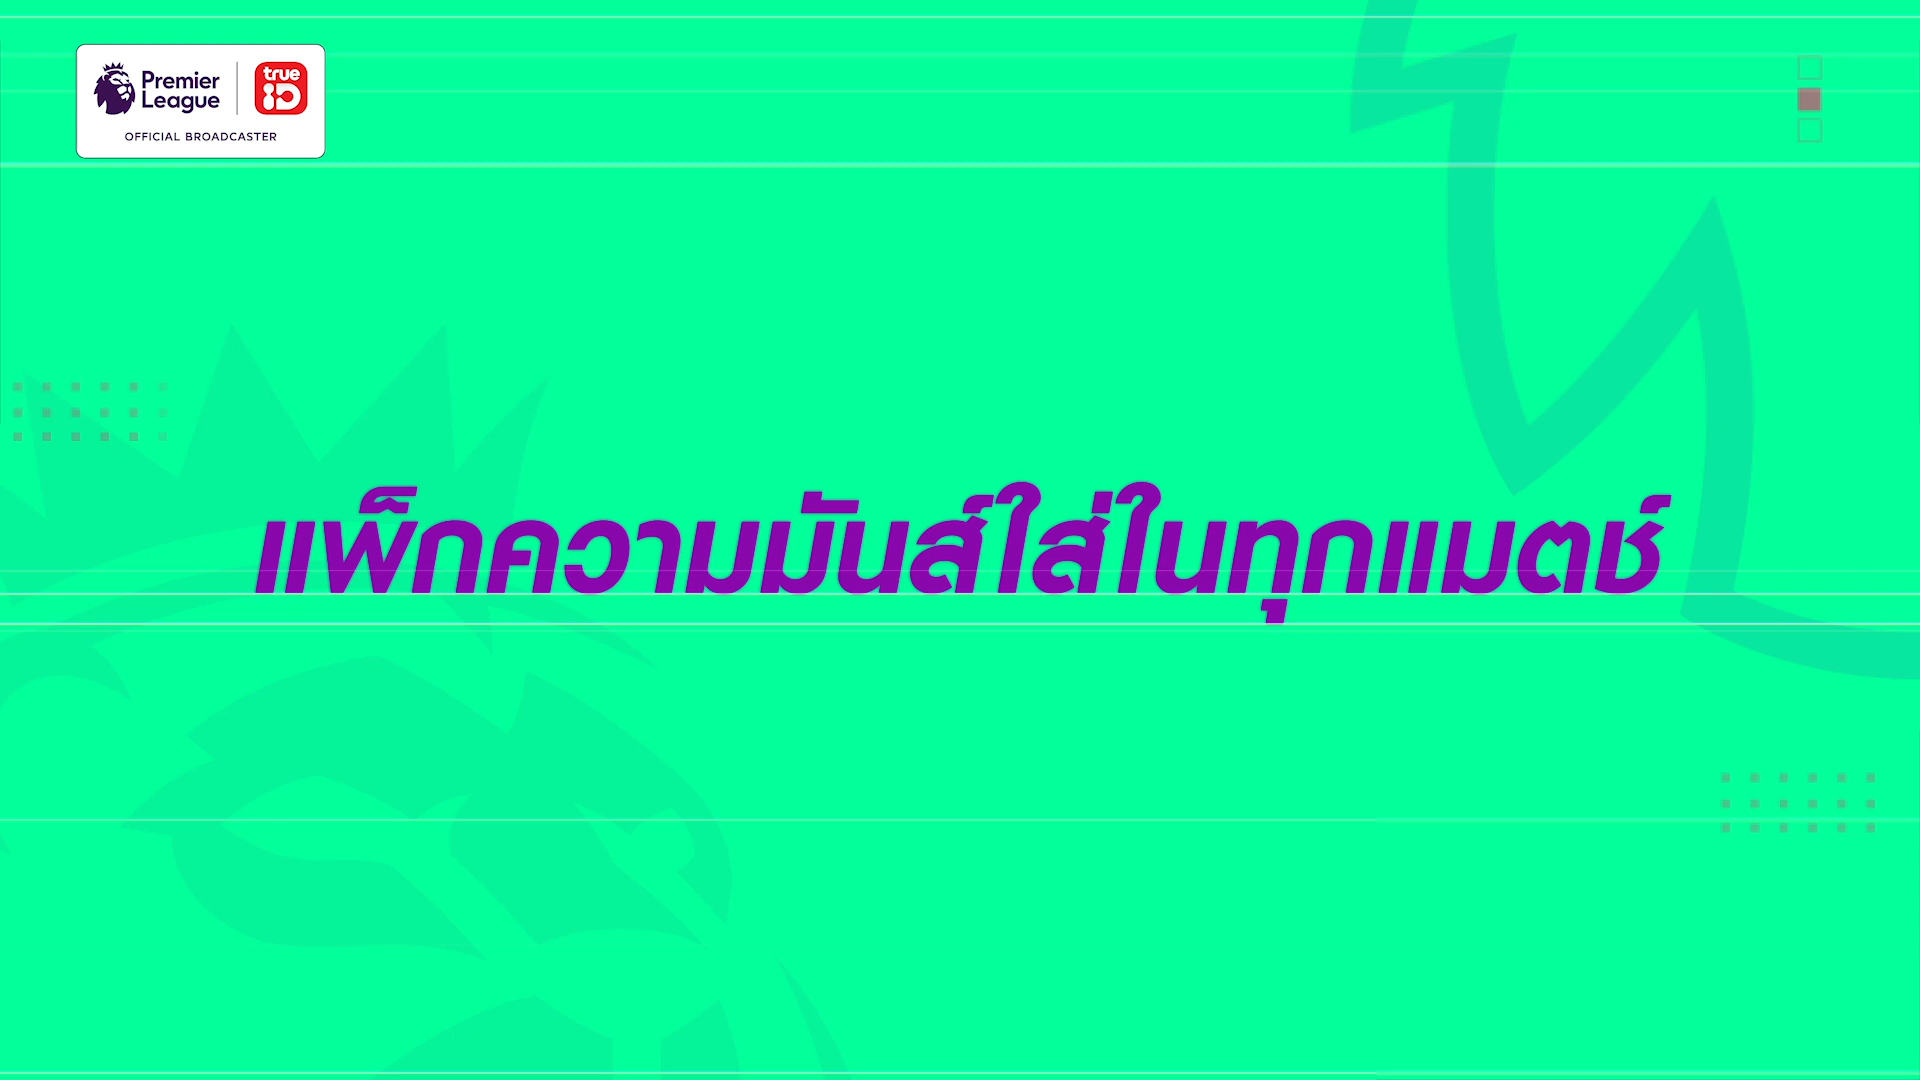 Premier
League
true
iD
OFFICIAL BROADCASTER
แพ็กความมันส์ใส่ในทุกแมตช์